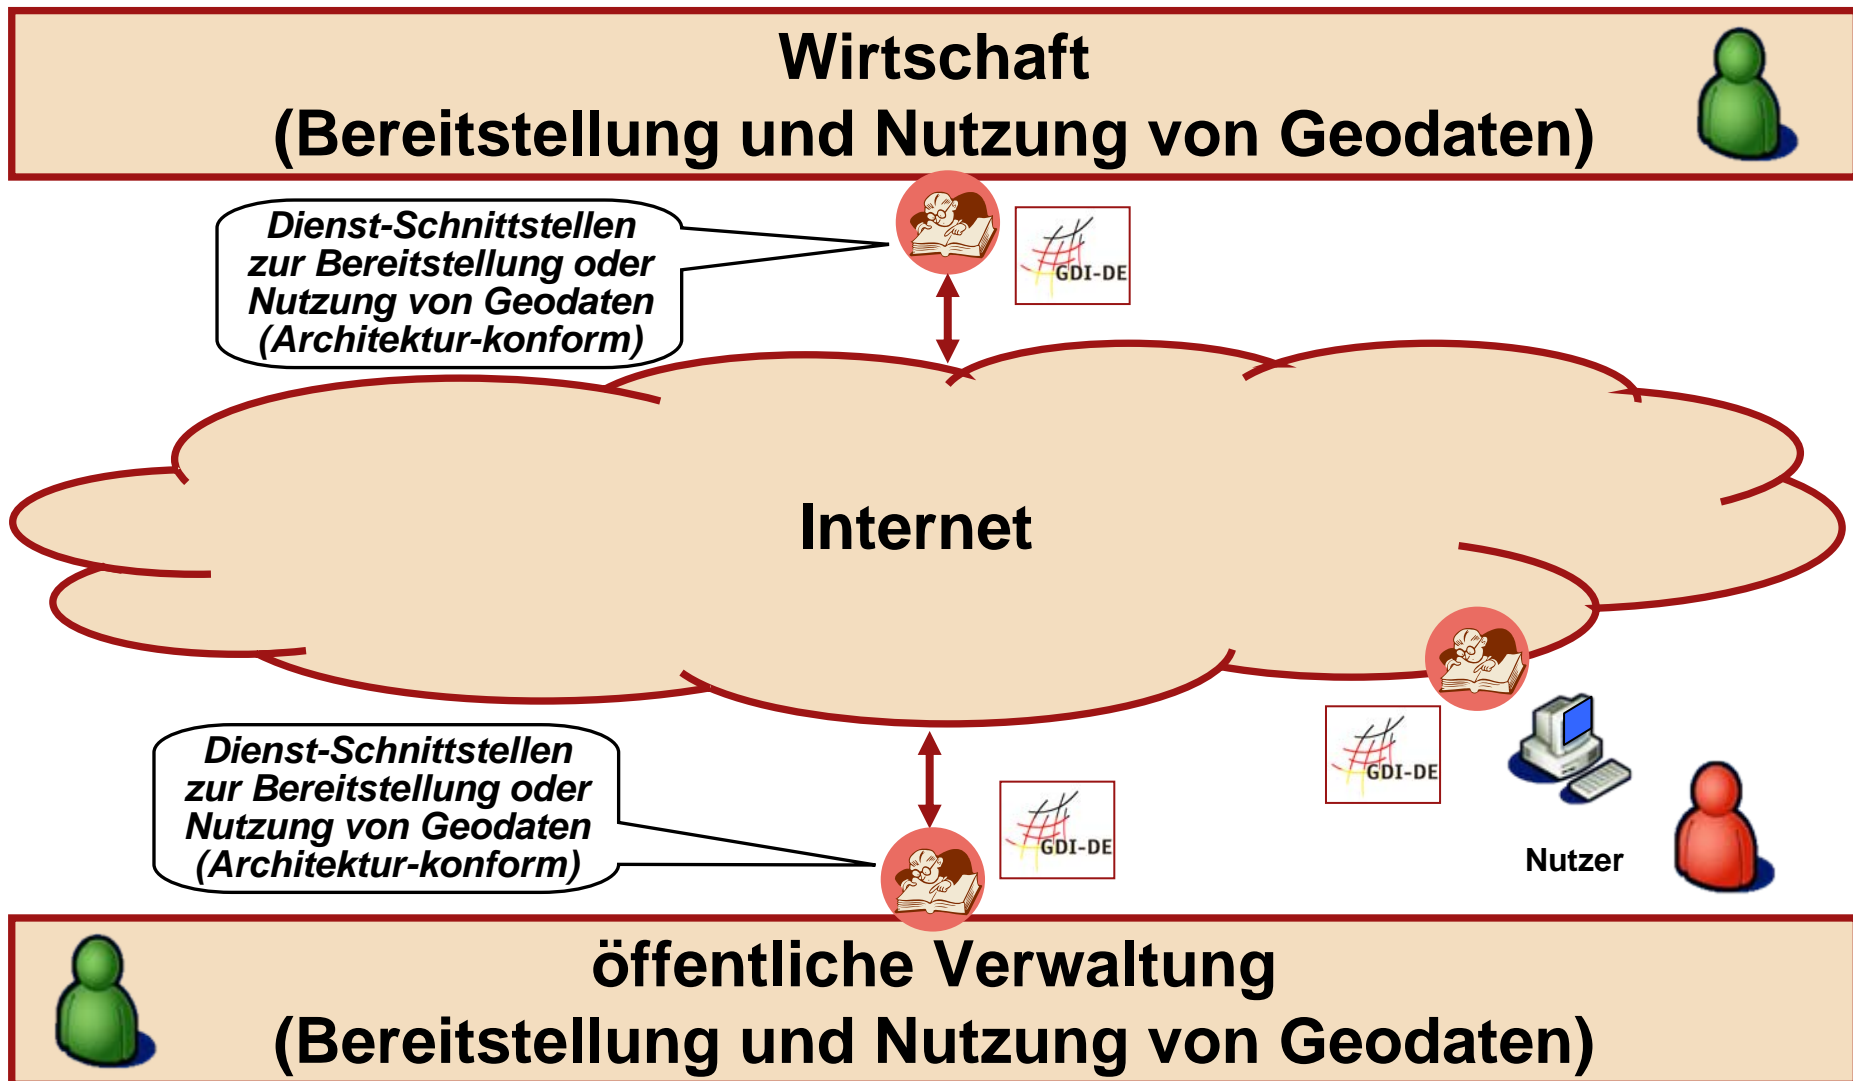 Wirtschaft
(Bereitstellung und Nutzung von Geodaten)
Dienst-Schnittstellen
zur Bereitstellung oder
Nutzung von Geodaten
(Architektur-konform)
GDI-DE
Internet
Dienst-Schnittstellen
zur Bereitstellung oder
Nutzung von Geodaten
(Architektur-konform)
GDI-DE
GDI-DE
Nutzer
öffentliche Verwaltung
(Bereitstellung und Nutzung von Geodaten)